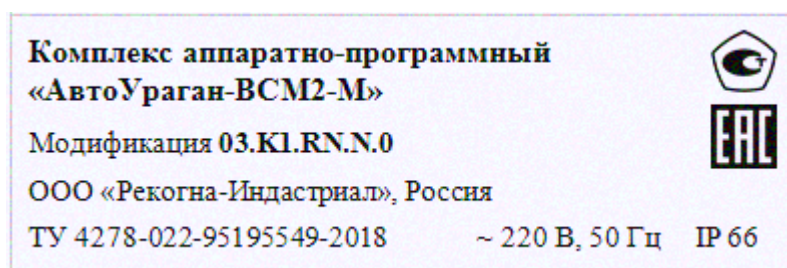 Комплекс аппаратно-программный
«АвтоУраган-ВСМ2-М»
Модификация 03.K1.RN.N.0
ООО «Рекогна-Индастриал», Россия
ТУ 4278-022-95195549-2018 ~ 220 В, 50 Гц IP 66
ЕАС